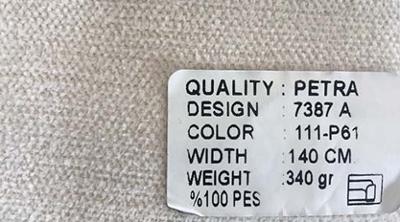 QUALITY : PETRA
DESIGN : 7387 A
COLOR : 111-P61
WIDTH : 140 CM
WEIGHT : 340 gr
%100 PES